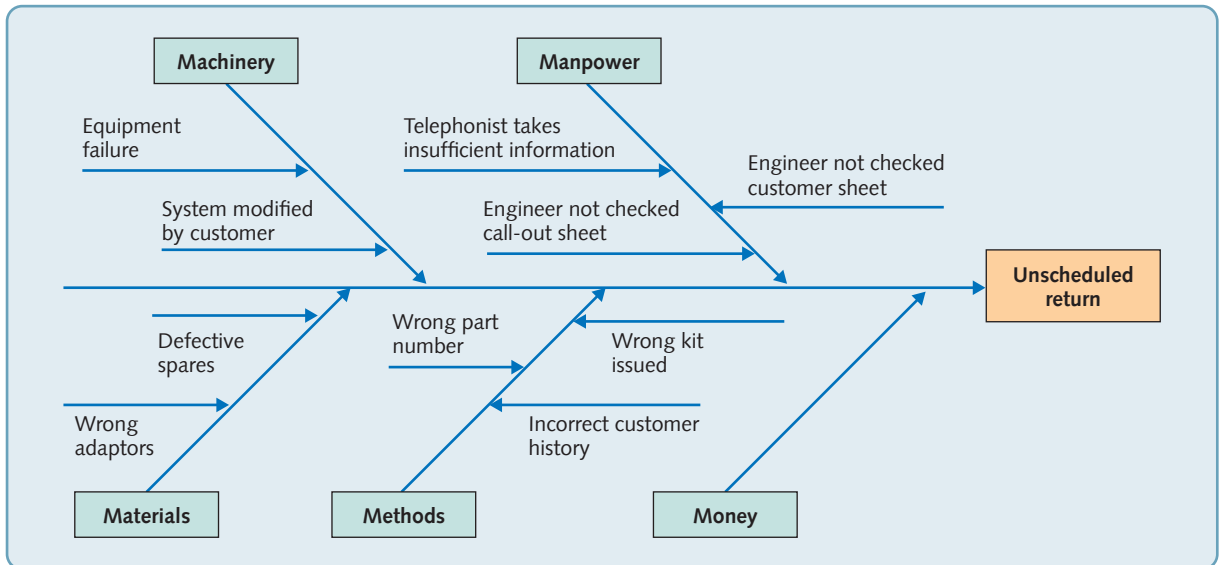 Machinery
Manpower
Equipment
failure
Telephonist takes
insufficient information
Engineer not checked
customer sheet
System modified
by customer
Engineer not checked
call-out sheet
Unscheduled
return
Defective
spares
Wrong part
number
Wrong kit
issued
Wrong
adaptors
Incorrect customer
history
Materials
Methods
Money